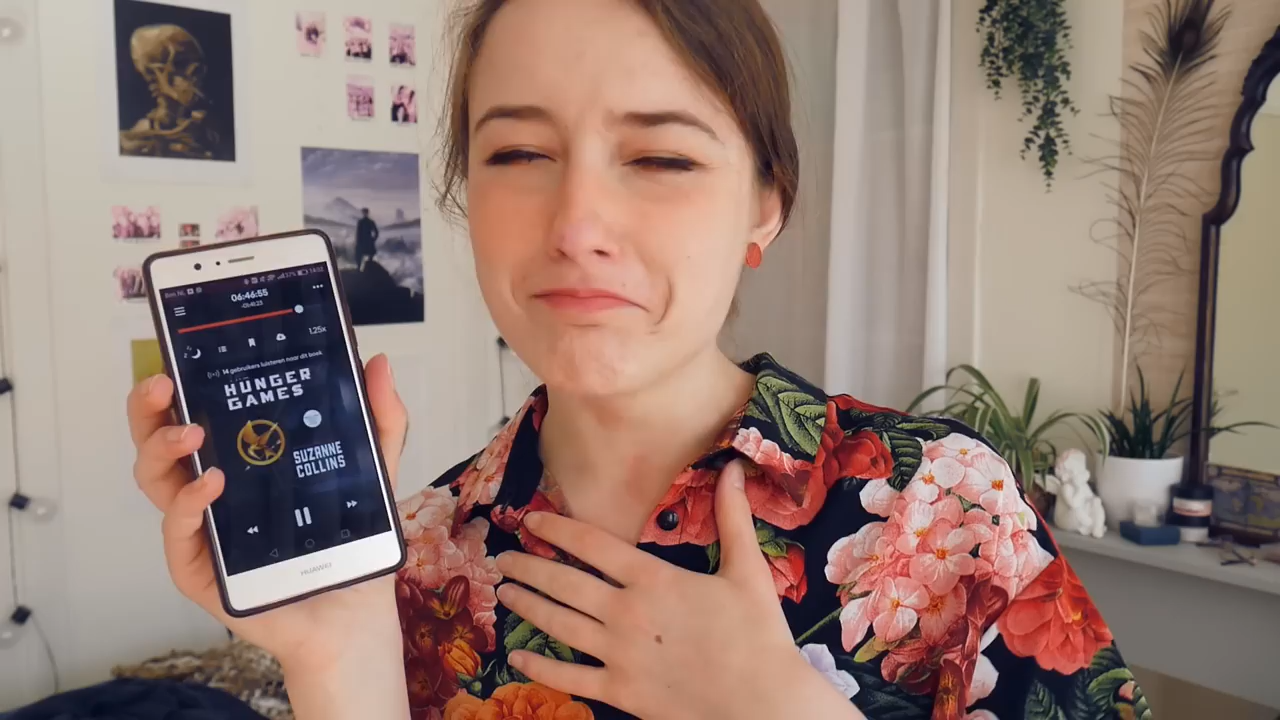 06:46:55
1.25x
14 gebruikers luisteren naar dit boek
HUNGER
GAMES
SUZANNE
COLLINS
HUAWEI